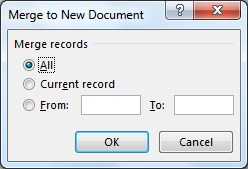 Merge to New Document
Merge records
All
Current record
From: To:
OK Cancel